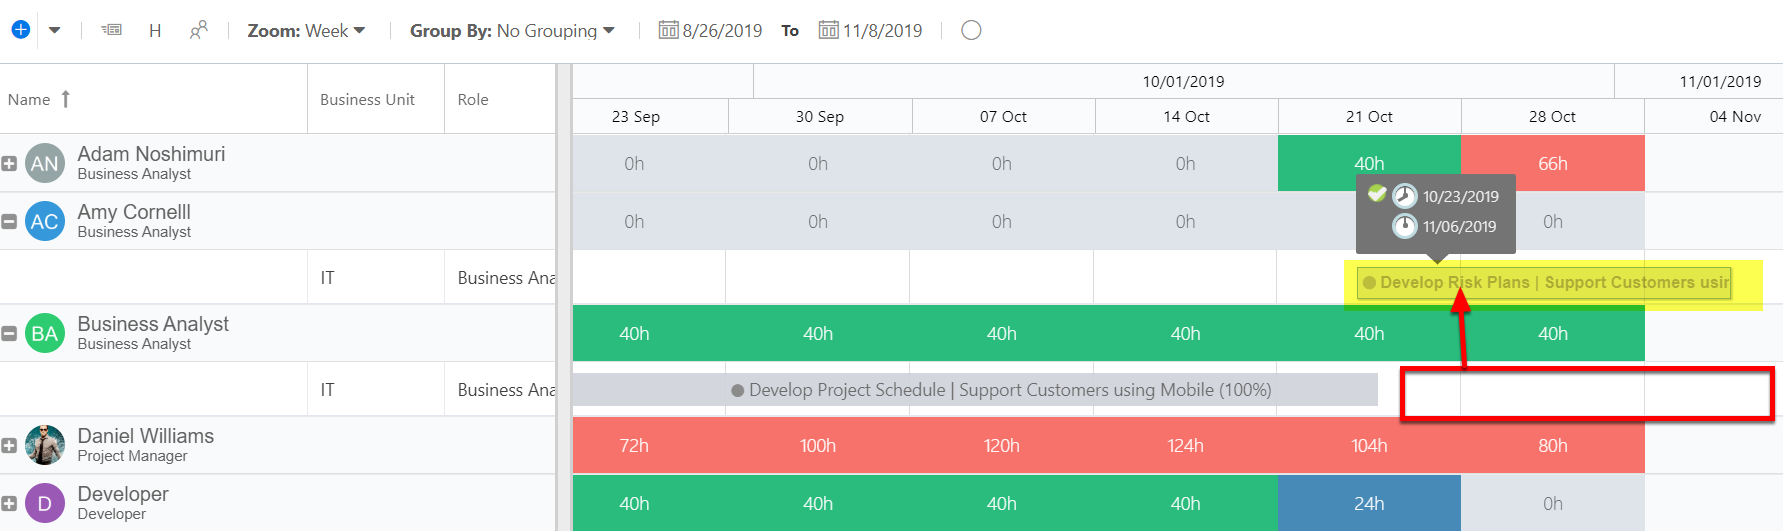 H Zoom: Week Group By: No Grouping 8/26/2019 To 11/8/2019
10/01/2019 11/01/2019
Name Business Unit Role
23 Sep 30 Sep 07 Oct 14 Oct 21 Oct 28 Oct 04 Nov
AN Adam Noshimuri
Business Analyst
0h 0h 0h 0h 40h 66h
10/23/2019
11/06/2019
AC Amy Cornelll
Business Analyst
0h 0h 0h 0h 0h
IT Business Ana
Develop Risk Plans | Support Customers usir
BA Business Analyst
Business Analyst
40h 40h 40h 40h 40h 40h
IT Business Ana
Develop Project Schedule | Support Customers using Mobile (100%)
Daniel Williams
Project Manager
72h 100h 120h 124h 104h 80h
D Developer
Developer
40h 40h 40h 40h 24h 0h